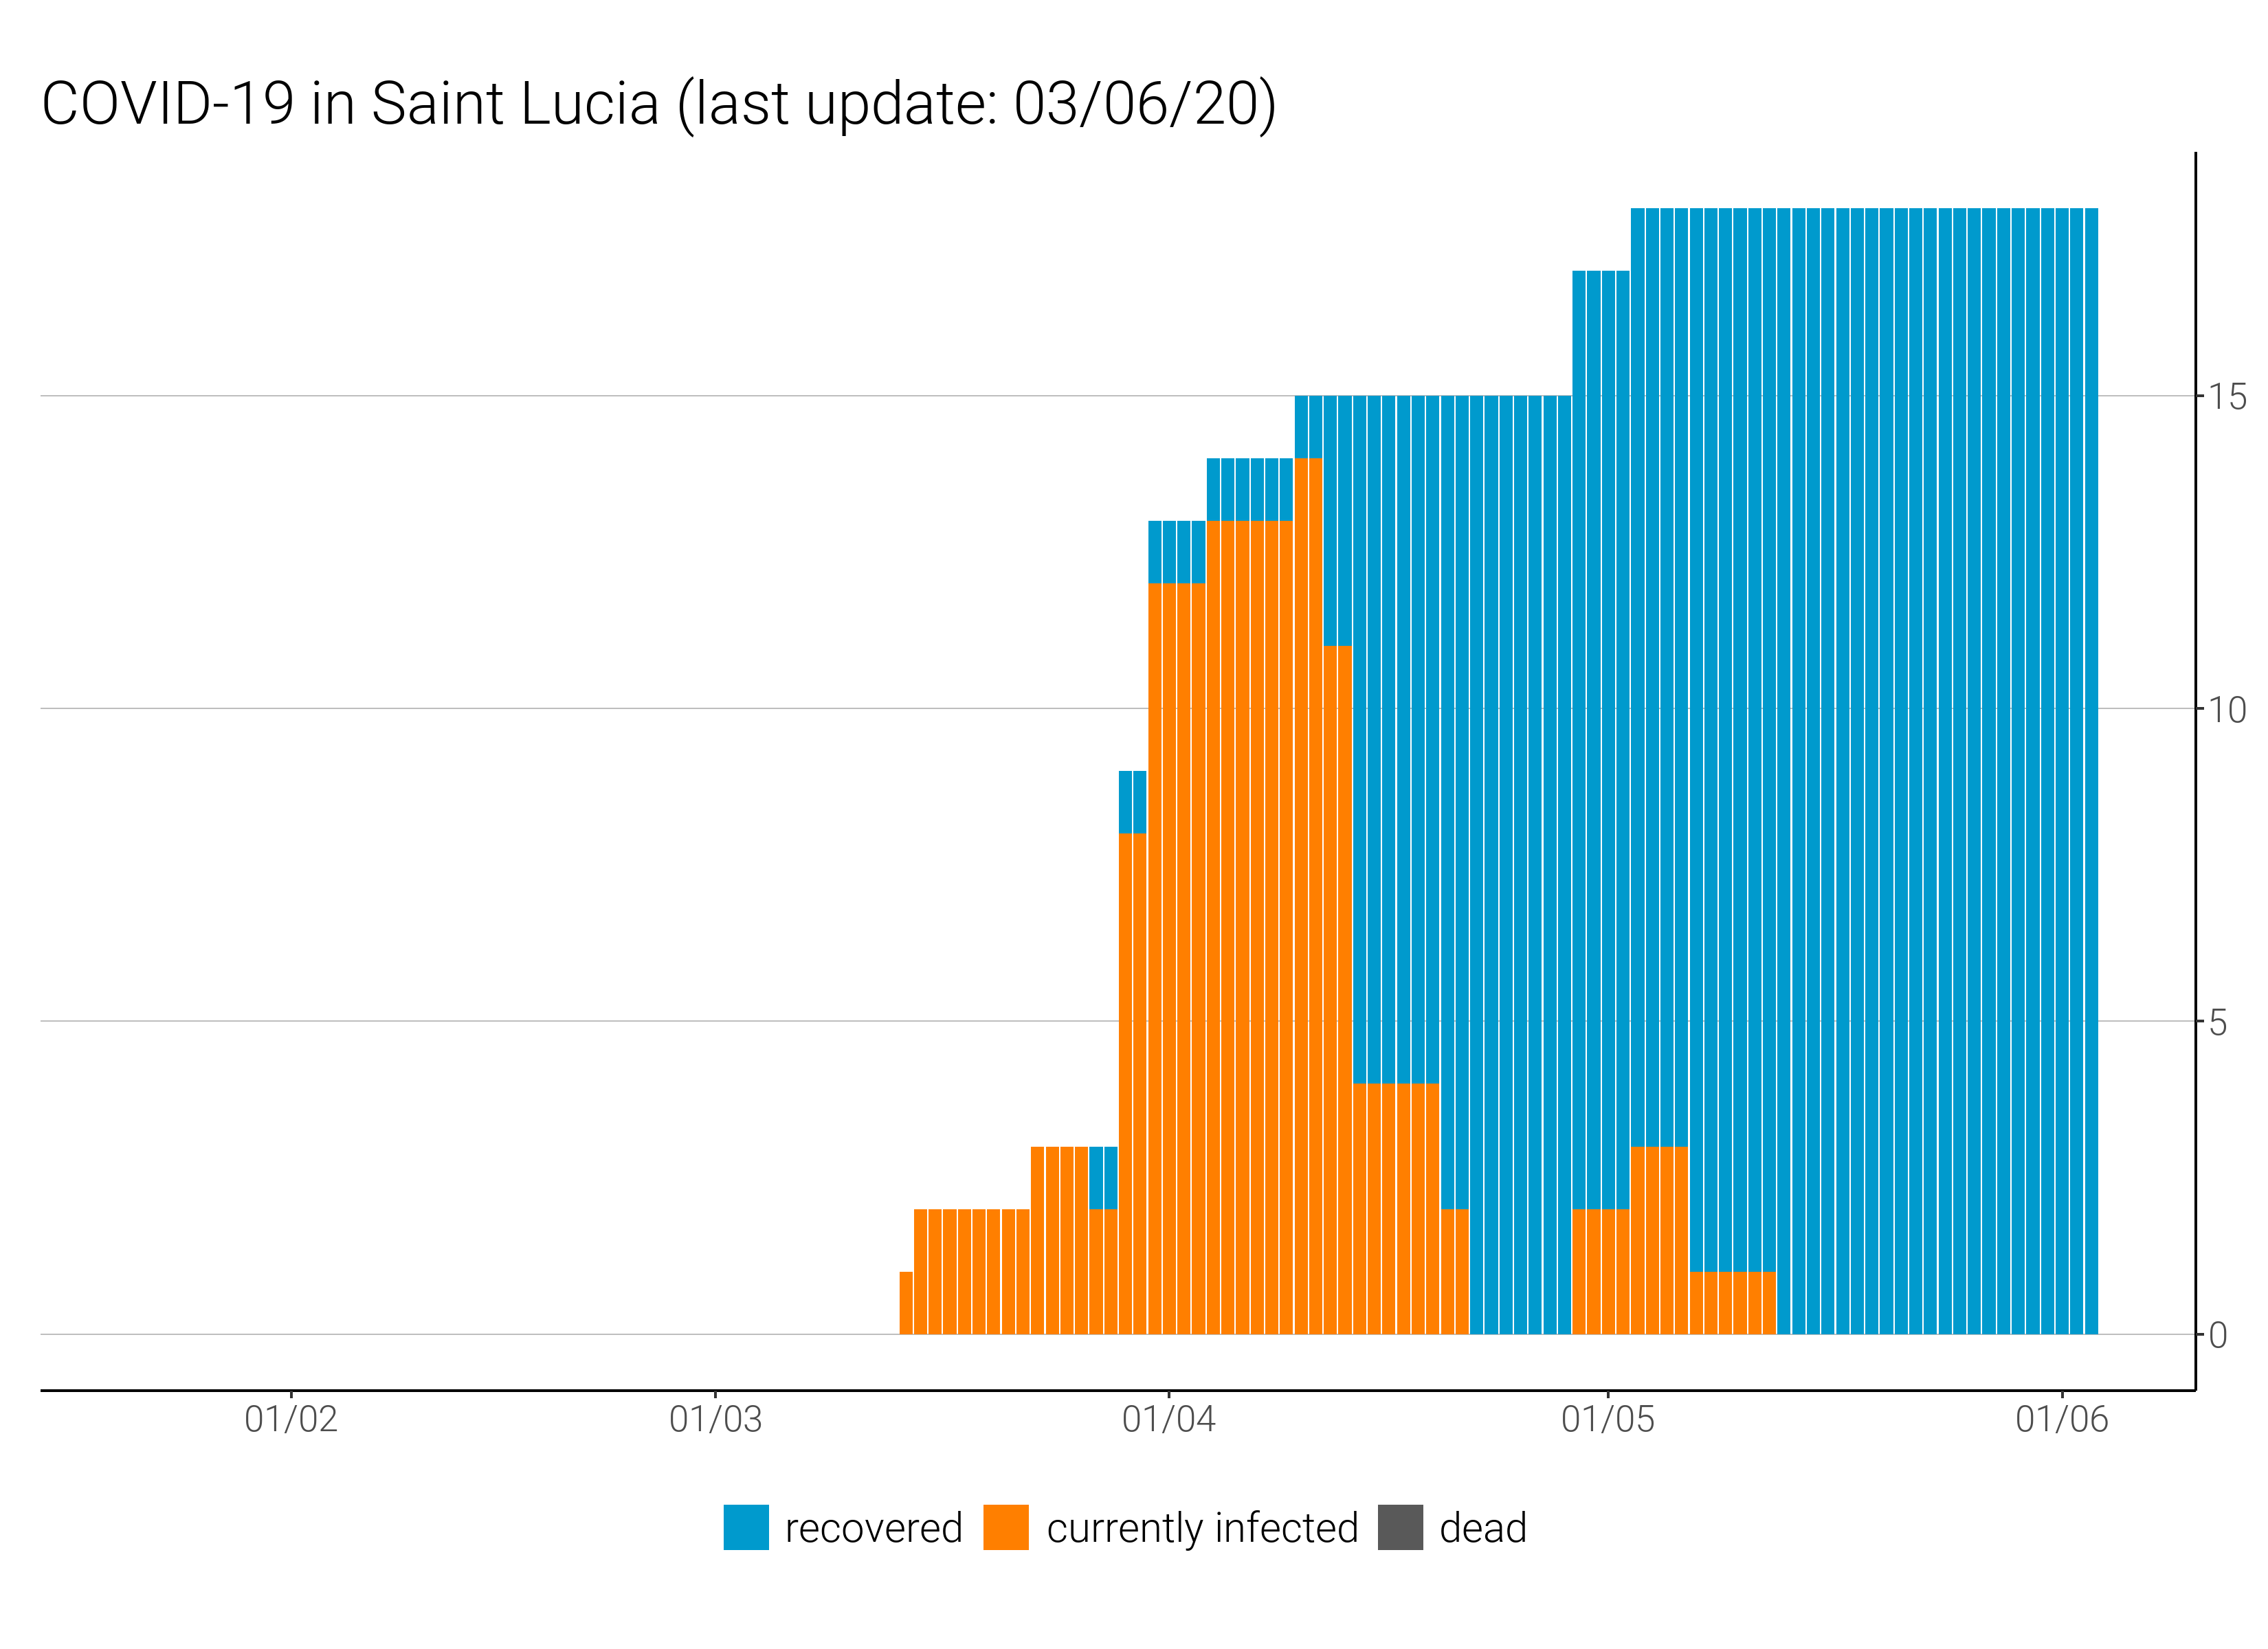 COVID-19 in Saint Lucia (last update: 03/06/20)
15
10
5
0
01/02 01/03 01/04 01/05 01/06
recovered currently infected dead